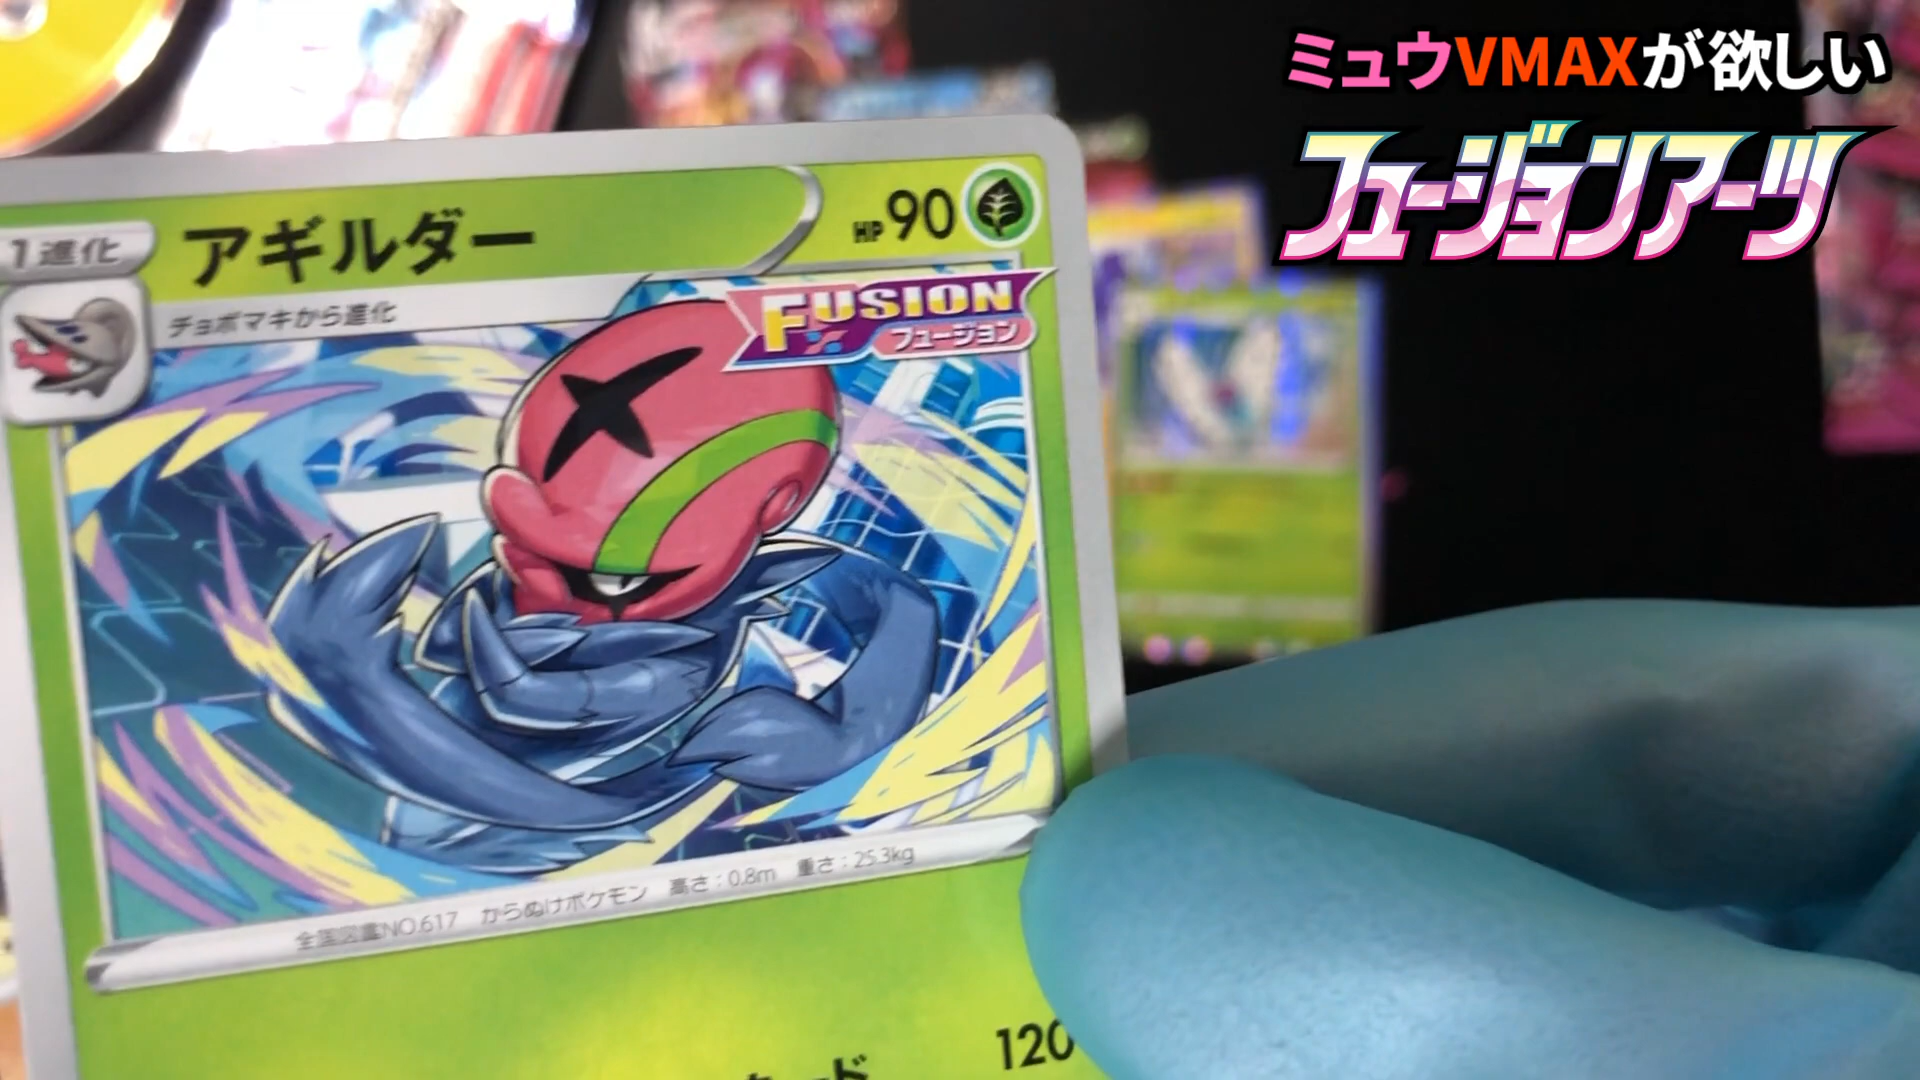 ミュウVMAXが欲しい
フュージョンアーツ
1進化
アギルダー
HP 90
チョボマキから進化
FUSION
フュージョン
全国図鑑NO.617 からぬけポケモン 高さ:0.8m 重さ:25.3kg
120